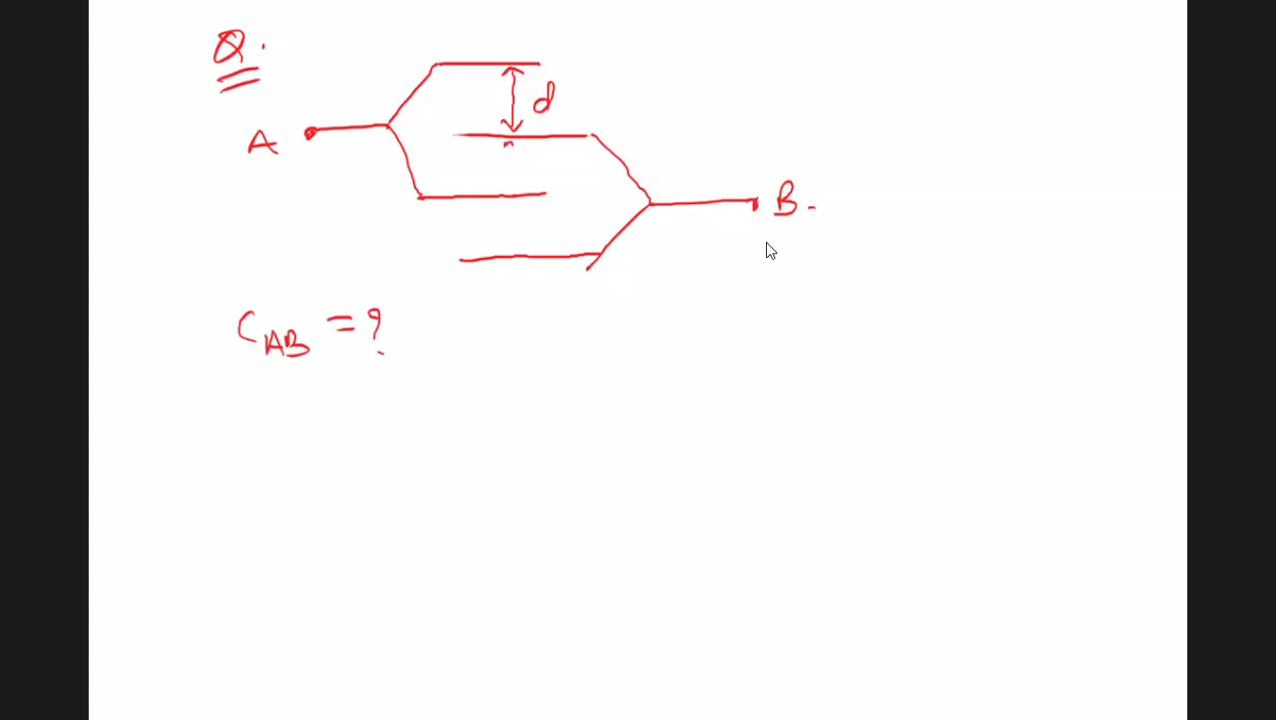 Q.
d
A
B.
C_AB = ?